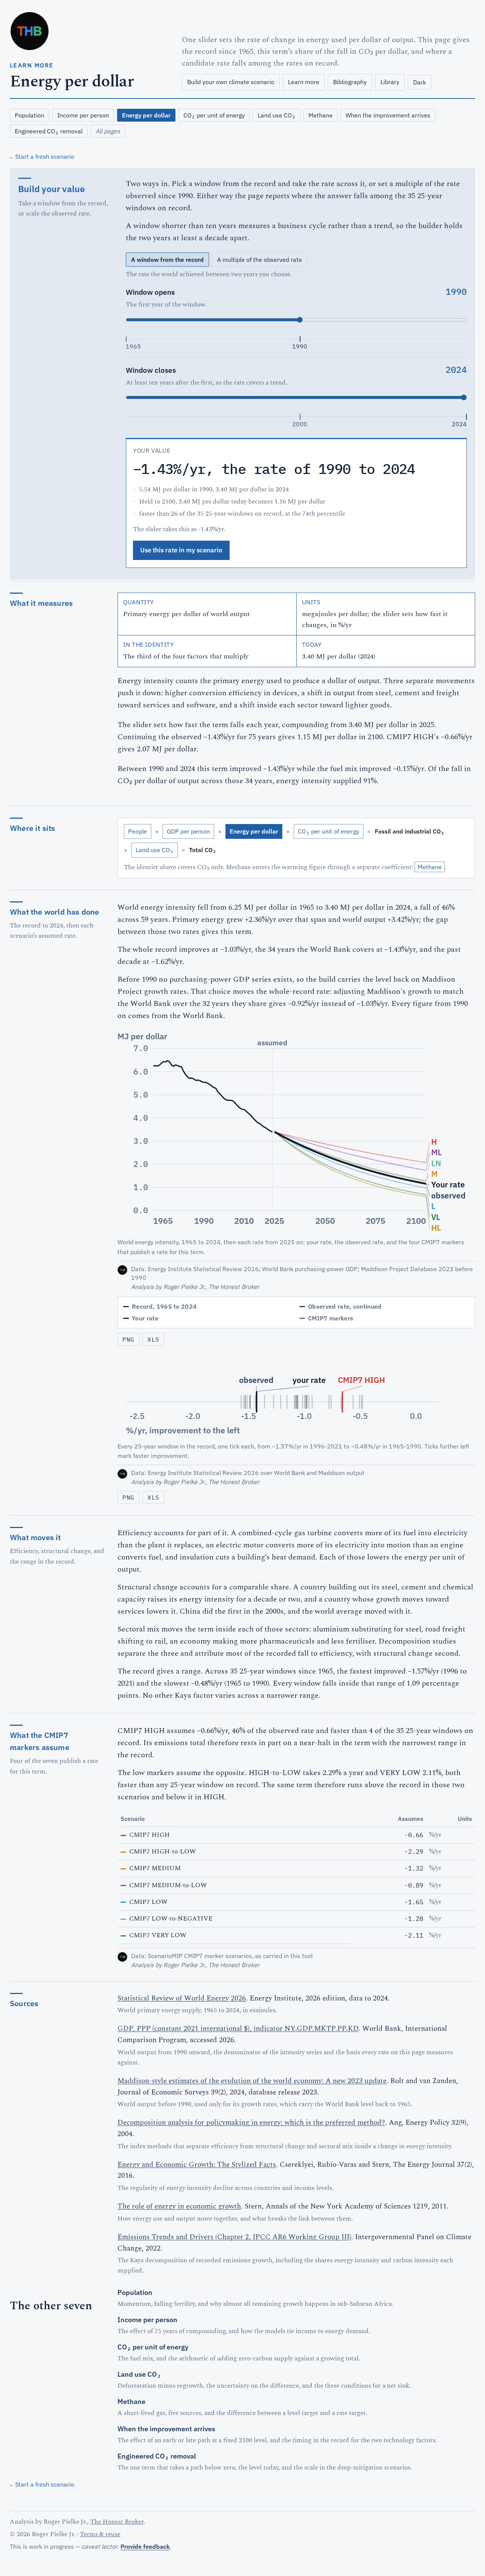 THB
LEARN MORE
Energy per dollar
One slider sets the rate of change in energy used per dollar of output. This page gives
the record since 1965, this term's share of the fall in CO₂ per dollar, and where a
candidate rate falls among the rates on record.
Build your own climate scenario
Learn more
Bibliography
Library
Dark
Population
Income per person
Energy per dollar
CO₂ per unit of energy
Land use CO₂
Methane
When the improvement arrives
Engineered CO₂ removal
All pages
← Start a fresh scenario
Build your value
Take a window from the record,
or scale the observed rate.
Two ways in. Pick a window from the record and take the rate across it, or set a multiple of the rate
observed since 1990. Either way the page reports where the answer falls among the 35 25-year
windows on record.
A window shorter than ten years measures a business cycle rather than a trend, so the builder holds
the two years at least a decade apart.
A window from the record
A multiple of the observed rate
The rate the world achieved between two years you choose.
Window opens
1990
The first year of the window.
1965
1990
Window closes
2024
At least ten years after the first, so the rate covers a trend.
2000
2024
YOUR VALUE
−1.43%/yr, the rate of 1990 to 2024
5.54 MJ per dollar in 1990, 3.40 MJ per dollar in 2024
Held to 2100, 3.40 MJ per dollar today becomes 1.16 MJ per dollar
faster than 26 of the 35 25-year windows on record, at the 74th percentile
The slider takes this as -1.43%/yr.
Use this rate in my scenario
What it measures
QUANTITY
Primary energy per dollar of world output
UNITS
megajoules per dollar; the slider sets how fast it
changes, in %/yr
IN THE IDENTITY
The third of the four factors that multiply
TODAY
3.40 MJ per dollar (2024)
Energy intensity counts the primary energy used to produce a dollar of output. Three separate movements
push it down: higher conversion efficiency in devices, a shift in output from steel, cement and freight
toward services and software, and a shift inside each sector toward lighter goods.
The slider sets how fast the term falls each year, compounding from 3.40 MJ per dollar in 2025.
Continuing the observed −1.43%/yr for 75 years gives 1.15 MJ per dollar in 2100. CMIP7 HIGH's −0.66%/yr
gives 2.07 MJ per dollar.
Between 1990 and 2024 this term improved −1.43%/yr while the fuel mix improved −0.15%/yr. Of the fall in
CO₂ per dollar of output across those 34 years, energy intensity supplied 91%.
Where it sits
People × GDP per person × Energy per dollar × CO₂ per unit of energy = Fossil and industrial CO₂
+ Land use CO₂ = Total CO₂
The identity above covers CO₂ only. Methane enters the warming figure through a separate coefficient: Methane .
What the world has done
The record to 2024, then each
scenario's assumed rate.
World energy intensity fell from 6.25 MJ per dollar in 1965 to 3.40 MJ per dollar in 2024, a fall of 46%
across 59 years. Primary energy grew +2.36%/yr over that span and world output +3.42%/yr; the gap
between those two rates gives this term.
The whole record improves at −1.03%/yr, the 34 years the World Bank covers at −1.43%/yr, and the past
decade at −1.62%/yr.
Before 1990 no purchasing-power GDP series exists, so the build carries the level back on Maddison
Project growth rates. That choice moves the whole-record rate: adjusting Maddison's growth to match
the World Bank over the 32 years they share gives −0.92%/yr instead of −1.03%/yr. Every figure from 1990
on comes from the World Bank.
MJ per dollar
assumed
7.0
6.0
5.0
4.0
3.0
2.0
1.0
0.0
H
ML
LN
M
Your rate
observed
L
VL
HL
1965
1990
2010
2025
2050
2075
2100
World energy intensity, 1965 to 2024, then each rate from 2025 on: your rate, the observed rate, and the four CMIP7 markers
that publish a rate for this term.
Data: Energy Institute Statistical Review 2026; World Bank purchasing-power GDP; Maddison Project Database 2023 before
1990
Analysis by Roger Pielke Jr., The Honest Broker
Record, 1965 to 2024
Observed rate, continued
Your rate
CMIP7 markers
PNG
XLS
observed
your rate
CMIP7 HIGH
-2.5
-2.0
-1.5
-1.0
-0.5
0.0
%/yr, improvement to the left
Every 25-year window in the record, one tick each, from −1.57%/yr in 1996-2021 to −0.48%/yr in 1965-1990. Ticks further left
mark faster improvement.
Data: Energy Institute Statistical Review 2026 over World Bank and Maddison output
Analysis by Roger Pielke Jr., The Honest Broker
PNG
XLS
What moves it
Efficiency, structural change, and
the range in the record.
Efficiency accounts for part of it. A combined-cycle gas turbine converts more of its fuel into electricity
than the plant it replaces, an electric motor converts more of its electricity into motion than an engine
converts fuel, and insulation cuts a building's heat demand. Each of those lowers the energy per unit of
output.
Structural change accounts for a comparable share. A country building out its steel, cement and chemical
capacity raises its energy intensity for a decade or two, and a country whose growth moves toward
services lowers it. China did the first in the 2000s, and the world average moved with it.
Sectoral mix moves the term inside each of those sectors: aluminium substituting for steel, road freight
shifting to rail, an economy making more pharmaceuticals and less fertiliser. Decomposition studies
separate the three and attribute most of the recorded fall to efficiency, with structural change second.
The record gives a range. Across 35 25-year windows since 1965, the fastest improved −1.57%/yr (1996 to
2021) and the slowest −0.48%/yr (1965 to 1990). Every window falls inside that range of 1.09 percentage
points. No other Kaya factor varies across a narrower range.
What the CMIP7
markers assume
Four of the seven publish a rate
for this term.
CMIP7 HIGH assumes −0.66%/yr, 46% of the observed rate and faster than 4 of the 35 25-year windows on
record. Its emissions total therefore rests in part on a near-halt in the term with the narrowest range in
the record.
The low markers assume the opposite. HIGH-to-LOW takes 2.29% a year and VERY LOW 2.11%, both
faster than any 25-year window on the record. The same term therefore runs above the record in those two
scenarios and below it in HIGH.
Scenario
Assumes
Units
CMIP7 HIGH -0.66 %/yr
CMIP7 HIGH-to-LOW -2.29 %/yr
CMIP7 MEDIUM -1.32 %/yr
CMIP7 MEDIUM-to-LOW -0.89 %/yr
CMIP7 LOW -1.65 %/yr
CMIP7 LOW-to-NEGATIVE -1.28 %/yr
CMIP7 VERY LOW -2.11 %/yr
Data: ScenarioMIP CMIP7 marker scenarios, as carried in this tool
Analysis by Roger Pielke Jr., The Honest Broker
Sources
Statistical Review of World Energy 2026. Energy Institute, 2026 edition, data to 2024.
World primary energy supply, 1965 to 2024, in exajoules.
GDP, PPP (constant 2021 international $), indicator NY.GDP.MKTP.PP.KD. World Bank, International
Comparison Program, accessed 2026.
World output from 1990 onward, the denominator of the intensity series and the basis every rate on this page measures
against.
Maddison-style estimates of the evolution of the world economy: A new 2023 update. Bolt and van Zanden,
Journal of Economic Surveys 39(2), 2024, database release 2023.
World output before 1990, used only for its growth rates, which carry the World Bank level back to 1965.
Decomposition analysis for policymaking in energy: which is the preferred method?. Ang, Energy Policy 32(9),
2004.
The index methods that separate efficiency from structural change and sectoral mix inside a change in energy intensity.
Energy and Economic Growth: The Stylized Facts. Csereklyei, Rubio-Varas and Stern, The Energy Journal 37(2),
2016.
The regularity of energy intensity decline across countries and income levels.
The role of energy in economic growth. Stern, Annals of the New York Academy of Sciences 1219, 2011.
How energy use and output move together, and what breaks the link between them.
Emissions Trends and Drivers (Chapter 2, IPCC AR6 Working Group III). Intergovernmental Panel on Climate
Change, 2022.
The Kaya decomposition of recorded emissions growth, including the shares energy intensity and carbon intensity each
supplied.
The other seven
Population
Momentum, falling fertility, and why almost all remaining growth happens in sub-Saharan Africa.
Income per person
The effect of 75 years of compounding, and how the models tie income to energy demand.
CO₂ per unit of energy
The fuel mix, and the arithmetic of adding zero-carbon supply against a growing total.
Land use CO₂
Deforestation minus regrowth, the uncertainty on the difference, and the three conditions for a net sink.
Methane
A short-lived gas, five sources, and the difference between a level target and a rate target.
When the improvement arrives
The effect of an early or late path at a fixed 2100 level, and the timing in the record for the two technology factors.
Engineered CO₂ removal
The one term that takes a path below zero, the level today, and the scale in the deep-mitigation scenarios.
← Start a fresh scenario
Analysis by Roger Pielke Jr., The Honest Broker.
© 2026 Roger Pielke Jr. · Terms & reuse
This is work in progress — caveat lector. Provide feedback.